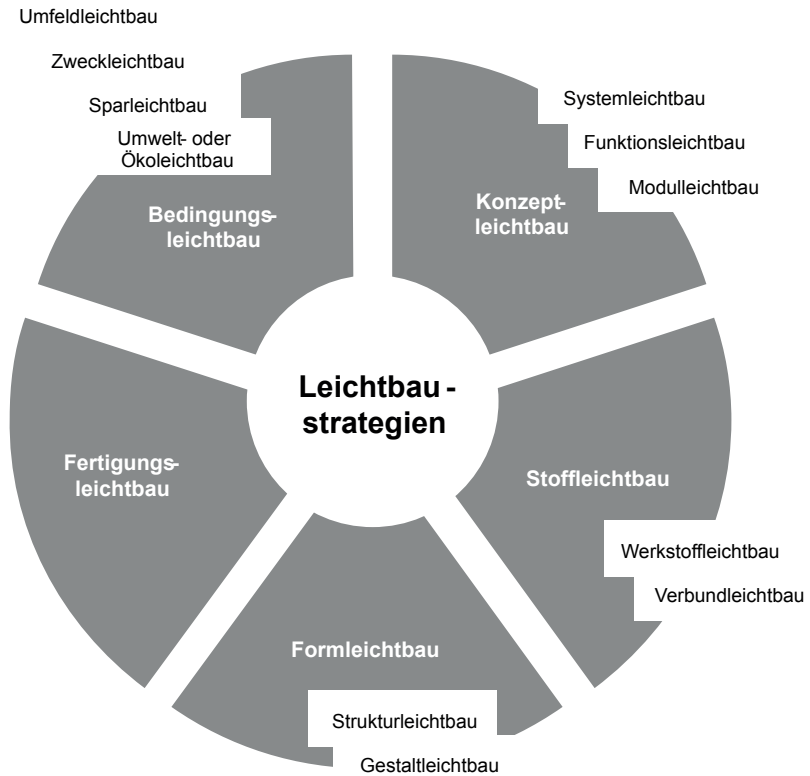 Umfeldleichtbau
Zweckleichtbau
Sparleichtbau
Umwelt- oder
Ökoleichtbau
Bedingungs-
leichtbau
Systemleichtbau
Funktionsleichtbau
Modulleichtbau
Konzept-
leichtbau
Leichtbau -
strategien
Fertigungs-
leichtbau
Stoffleichtbau
Werkstoffleichtbau
Verbundleichtbau
Formleichtbau
Strukturleichtbau
Gestaltleichtbau